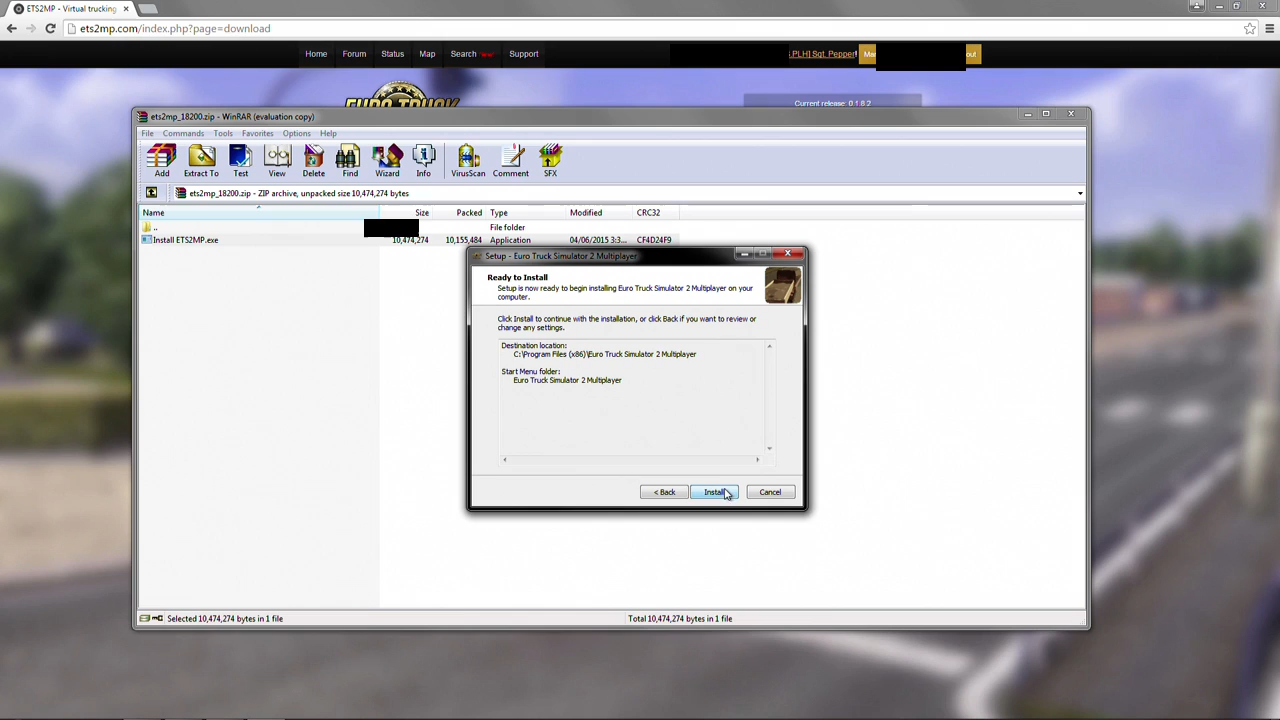 ETS2MP - Virtual trucking
ets2mp.com/index.php?page=download
Home Forum Status Map Search Support
.PLH] Sgt. Pepper! Mar out
EURO TRUCK
Current release: 0.1.8.2
ets2mp_18200.zip - WinRAR (evaluation copy)
File Commands Tools Favorites Options Help
Add Extract To Test View Delete Find Wizard Info VirusScan Comment SFX
ets2mp_18200.zip - ZIP archive, unpacked size 10,474,274 bytes
Name Size Packed Type Modified CRC32
.. File folder
Install ETS2MP.exe 10,474,274 10,155,484 Application 04/06/2015 3:3... CF4D24F9
Setup - Euro Truck Simulator 2 Multiplayer
Ready to Install
Setup is now ready to begin installing Euro Truck Simulator 2 Multiplayer on your
computer.
Click Install to continue with the installation, or click Back if you want to review or
change any settings.
Destination location:
C:\Program Files (x86)\Euro Truck Simulator 2 Multiplayer
Start Menu folder:
Euro Truck Simulator 2 Multiplayer
< Back Install Cancel
Selected 10,474,274 bytes in 1 file Total 10,474,274 bytes in 1 file